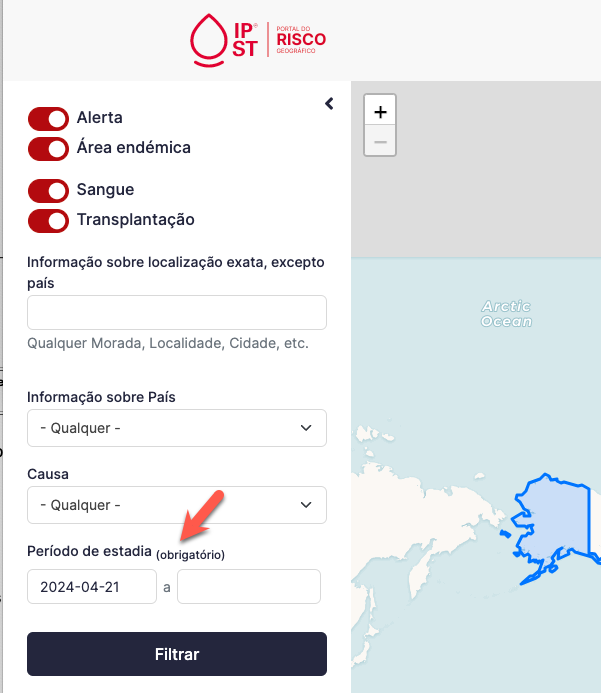 IP® ST PORTAL DO RISCO GEOGRÁFICO
Alerta
Área endémica
Sangue
Transplantação
Informação sobre localização exata, excepto
país
Qualquer Morada, Localidade, Cidade, etc.
Informação sobre País
- Qualquer -
Causa
- Qualquer -
Período de estadia (obrigatório)
2024-04-21 a
Filtrar
+
−
Arctic
Ocean